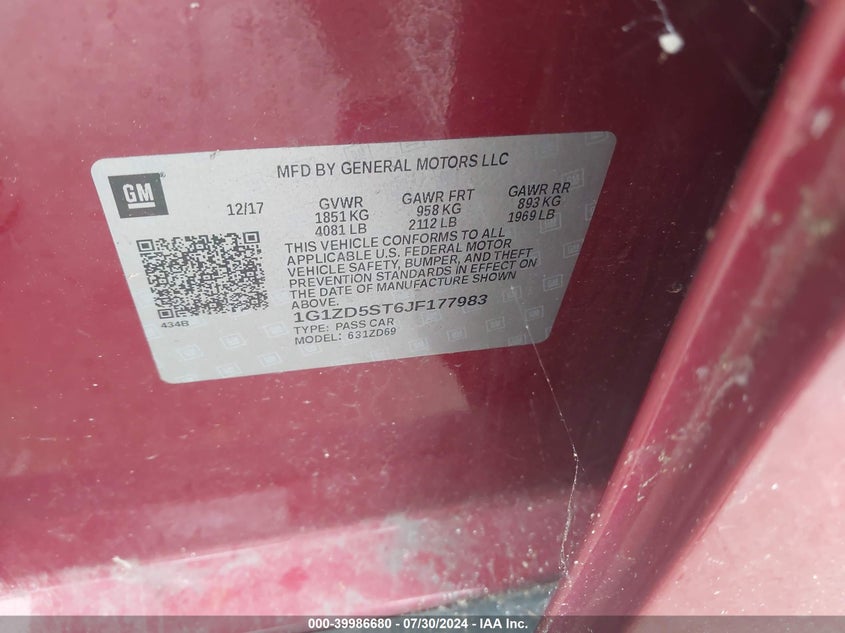 MFD BY GENERAL MOTORS LLC
GM
12/17 GVWR GAWR FRT GAWR RR
1851 KG 958 KG 893 KG
4081 LB 2112 LB 1969 LB
THIS VEHICLE CONFORMS TO ALL
APPLICABLE U.S. FEDERAL MOTOR
VEHICLE SAFETY, BUMPER, AND THEFT
PREVENTION STANDARDS IN EFFECT ON
THE DATE OF MANUFACTURE SHOWN
ABOVE.
434B
1G1ZD5ST6JF177983
TYPE: PASS CAR
MODEL: 631ZD69
000-39986680 / 07/30/2024 - IAA Inc.